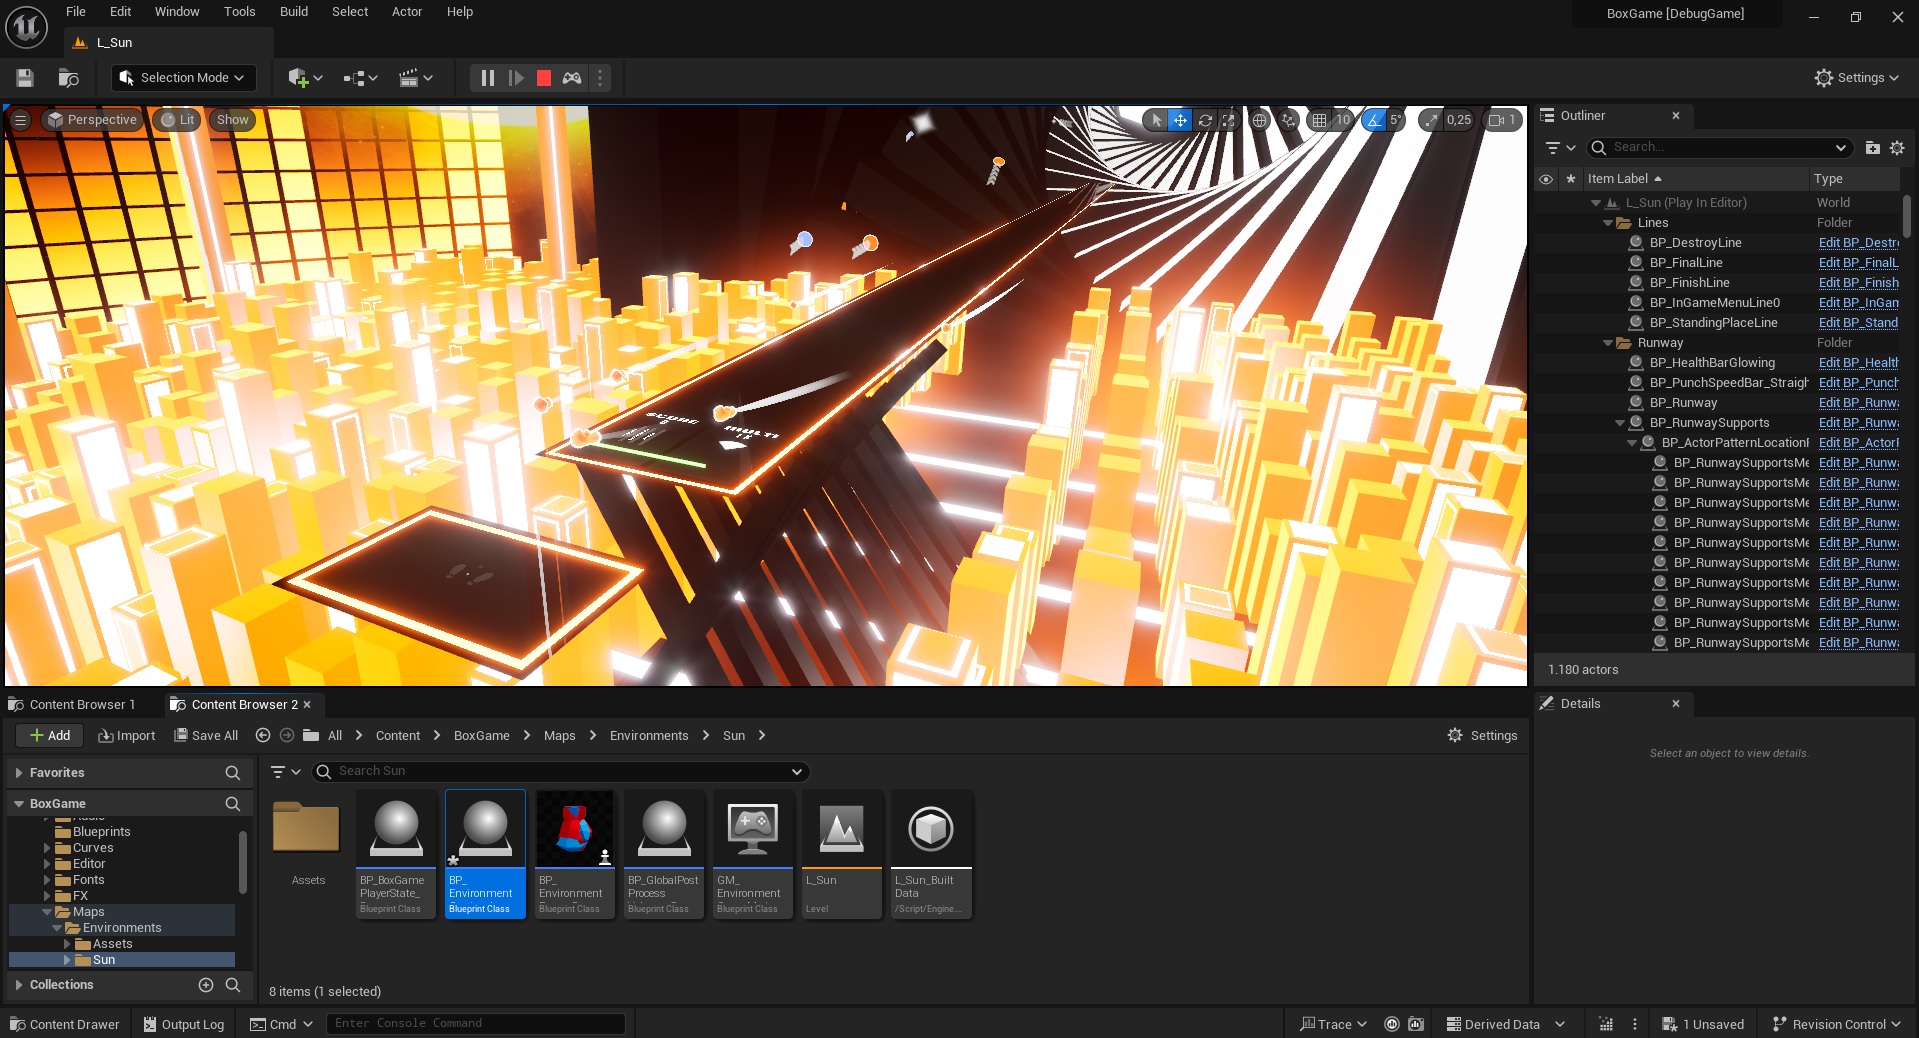 File Edit Window Tools Build Select Actor Help
BoxGame [DebugGame]
L_Sun
Selection Mode
Settings
Perspective Lit Show
10 5° 0,25 1
SCORE
0
MULTI
1X
Outliner
Search...
Item Label Type
L_Sun (Play In Editor) World
Lines Folder
BP_DestroyLine Edit BP_Destr
BP_FinalLine Edit BP_FinalL
BP_FinishLine Edit BP_Finish
BP_InGameMenuLine0 Edit BP_InGam
BP_StandingPlaceLine Edit BP_Stand
Runway Folder
BP_HealthBarGlowing Edit BP_Health
BP_PunchSpeedBar_Straigh Edit BP_Punch
BP_Runway Edit BP_Runwa
BP_RunwaySupports Edit BP_Runwa
BP_ActorPatternLocationF Edit BP_ActorF
BP_RunwaySupportsMe Edit BP_Runwa
BP_RunwaySupportsMe Edit BP_Runwa
BP_RunwaySupportsMe Edit BP_Runwa
BP_RunwaySupportsMe Edit BP_Runwa
BP_RunwaySupportsMe Edit BP_Runwa
BP_RunwaySupportsMe Edit BP_Runwa
BP_RunwaySupportsMe Edit BP_Runwa
BP_RunwaySupportsMe Edit BP_Runwa
BP_RunwaySupportsMe Edit BP_Runwa
BP_RunwaySupportsMe Edit BP_Runwa
1.180 actors
Details
Select an object to view details.
Content Browser 1 Content Browser 2
Add Import Save All All Content BoxGame Maps Environments Sun Settings
Favorites
Search Sun
BoxGame
Audio
Blueprints
Curves
Editor
Fonts
FX
Maps
Environments
Assets
Sun
Collections
Assets
BP_BoxGame
PlayerState_
Blueprint Class
BP_
Environment
Blueprint Class
BP_
Environment
Blueprint Class
BP_GlobalPost
Process
Blueprint Class
GM_
Environment
Blueprint Class
L_Sun
Level
L_Sun_Built
Data
/Script/Engine...
8 items (1 selected)
Content Drawer Output Log Cmd Enter Console Command Trace Derived Data 1 Unsaved Revision Control